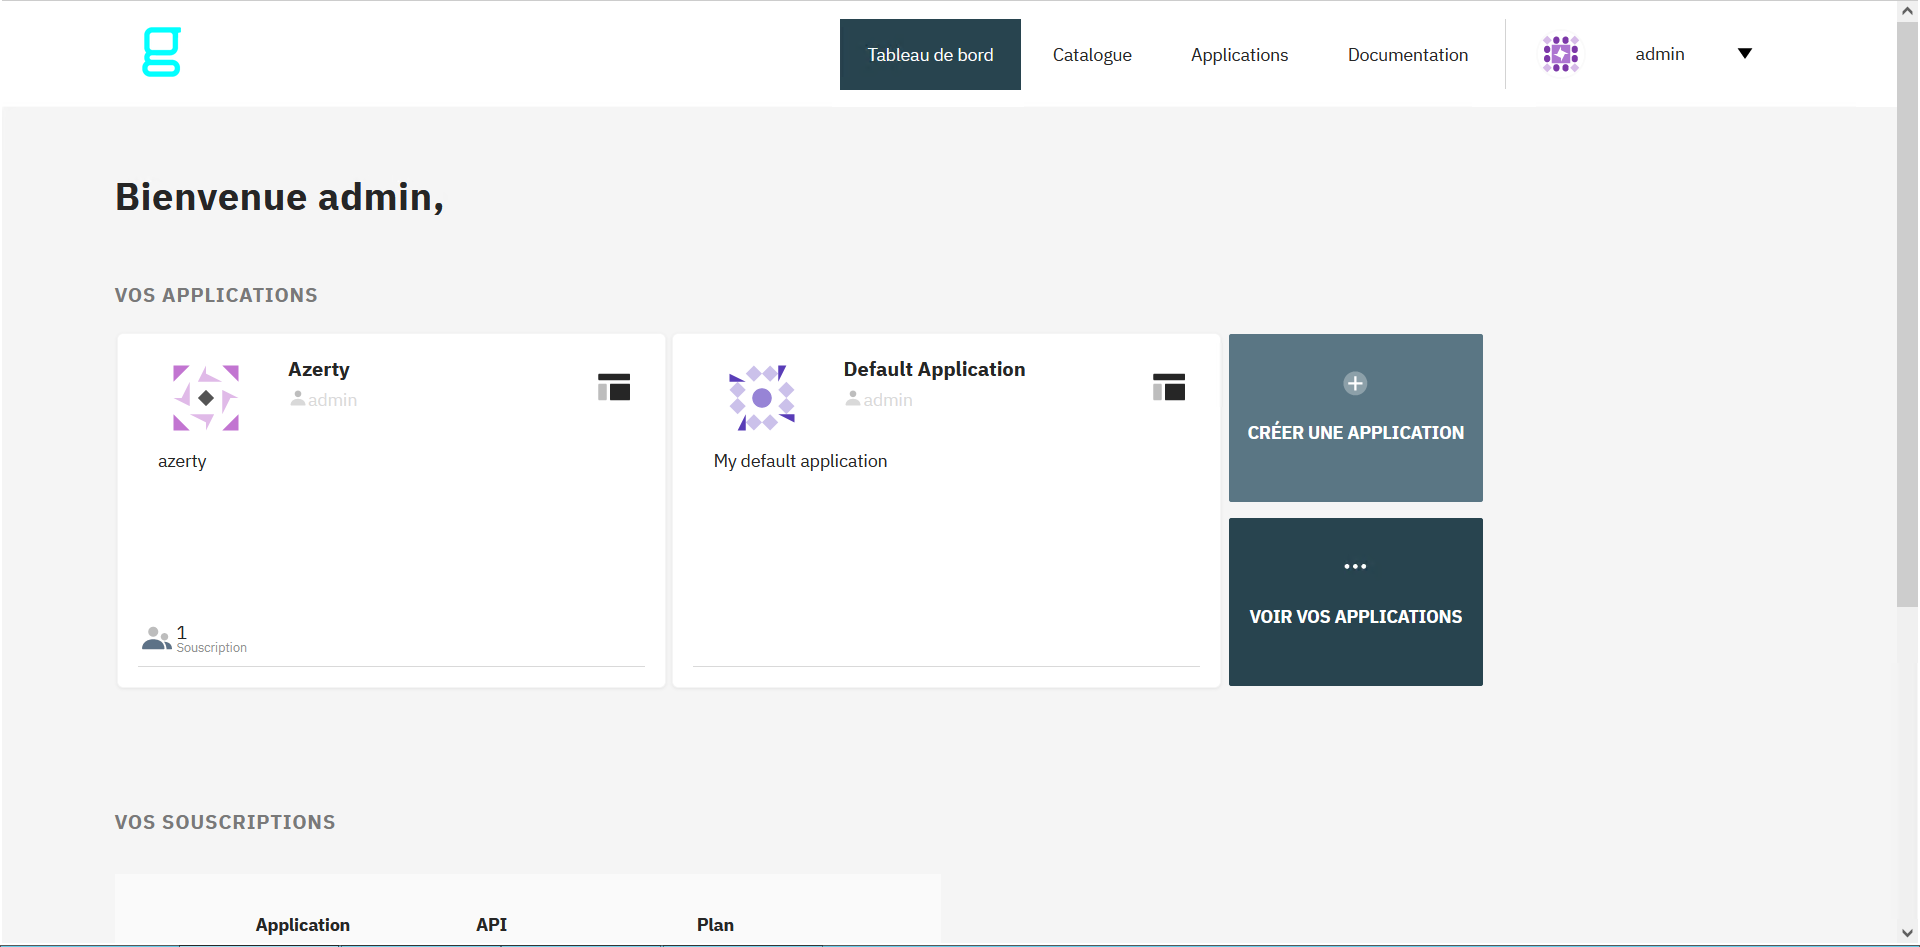 g
Tableau de bord
Catalogue
Applications
Documentation
admin
Bienvenue admin,
VOS APPLICATIONS
Azerty
admin
azerty
1
Souscription
Default Application
admin
My default application
CRÉER UNE APPLICATION
...
VOIR VOS APPLICATIONS
VOS SOUSCRIPTIONS
Application API Plan